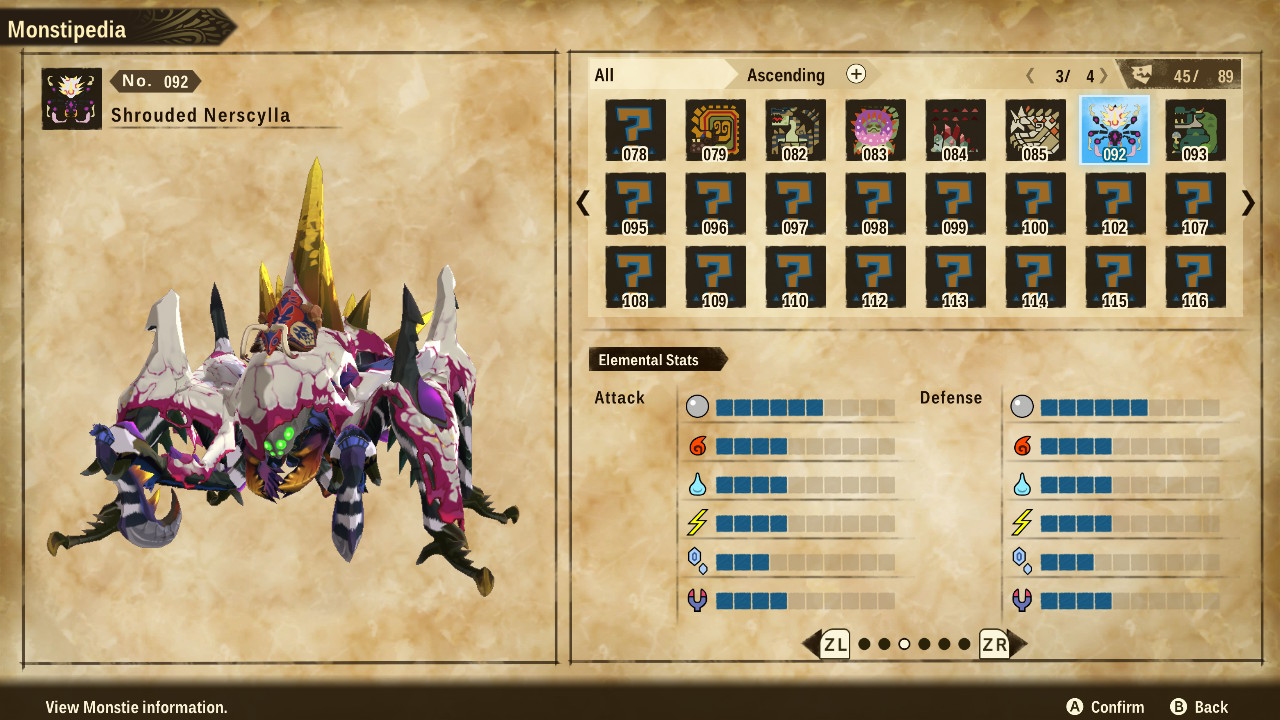 Monstipedia
No. 092
Shrouded Nerscylla
All
Ascending
3/ 4
45/ 89
078 079 082 083 084 085 092 093
095 096 097 098 099 100 102 107
108 109 110 112 113 114 115 116
Elemental Stats
Attack
Defense
ZL
ZR
View Monstie information.
A Confirm
B Back